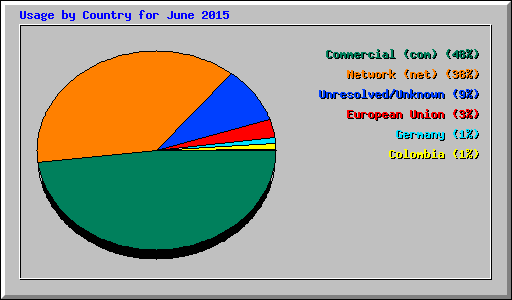 Usage by Country for June 2015
Commercial (com) (48%)
Network (net) (38%)
Unresolved/Unknown (9%)
European Union (3%)
Germany (1%)
Colombia (1%)